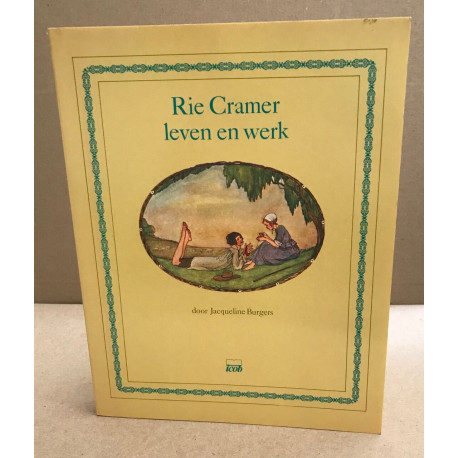 Rie Cramer
leven en werk
door Jacqueline Burgers
icob